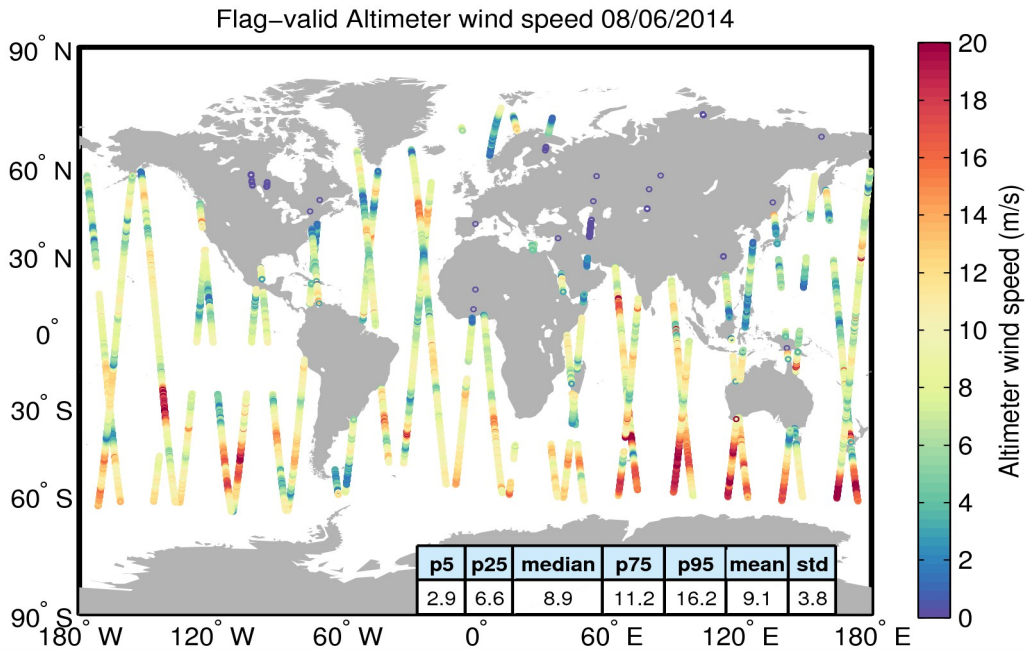 Flag−valid Altimeter wind speed 08/06/2014
90° N
60° N
30° N
0°
30° S
60° S
90° S
180° W
120° W
60° W
0°
60° E
120° E
180° E
p5 p25 median p75 p95 mean std
2.9 6.6 8.9 11.2 16.2 9.1 3.8
20
18
16
14
12
10
8
6
4
2
0
Altimeter wind speed (m/s)